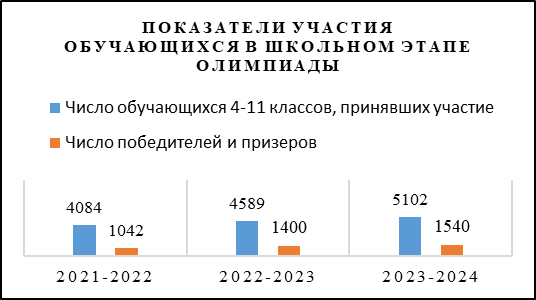 ПОКАЗАТЕЛИ УЧАСТИЯ
ОБУЧАЮЩИХСЯ В ШКОЛЬНОМ ЭТАПЕ
ОЛИМПИАДЫ
Число обучающихся 4-11 классов, принявших участие
Число победителей и призеров
4084 1042 4589 1400 5102 1540
2021-2022 2022-2023 2023-2024